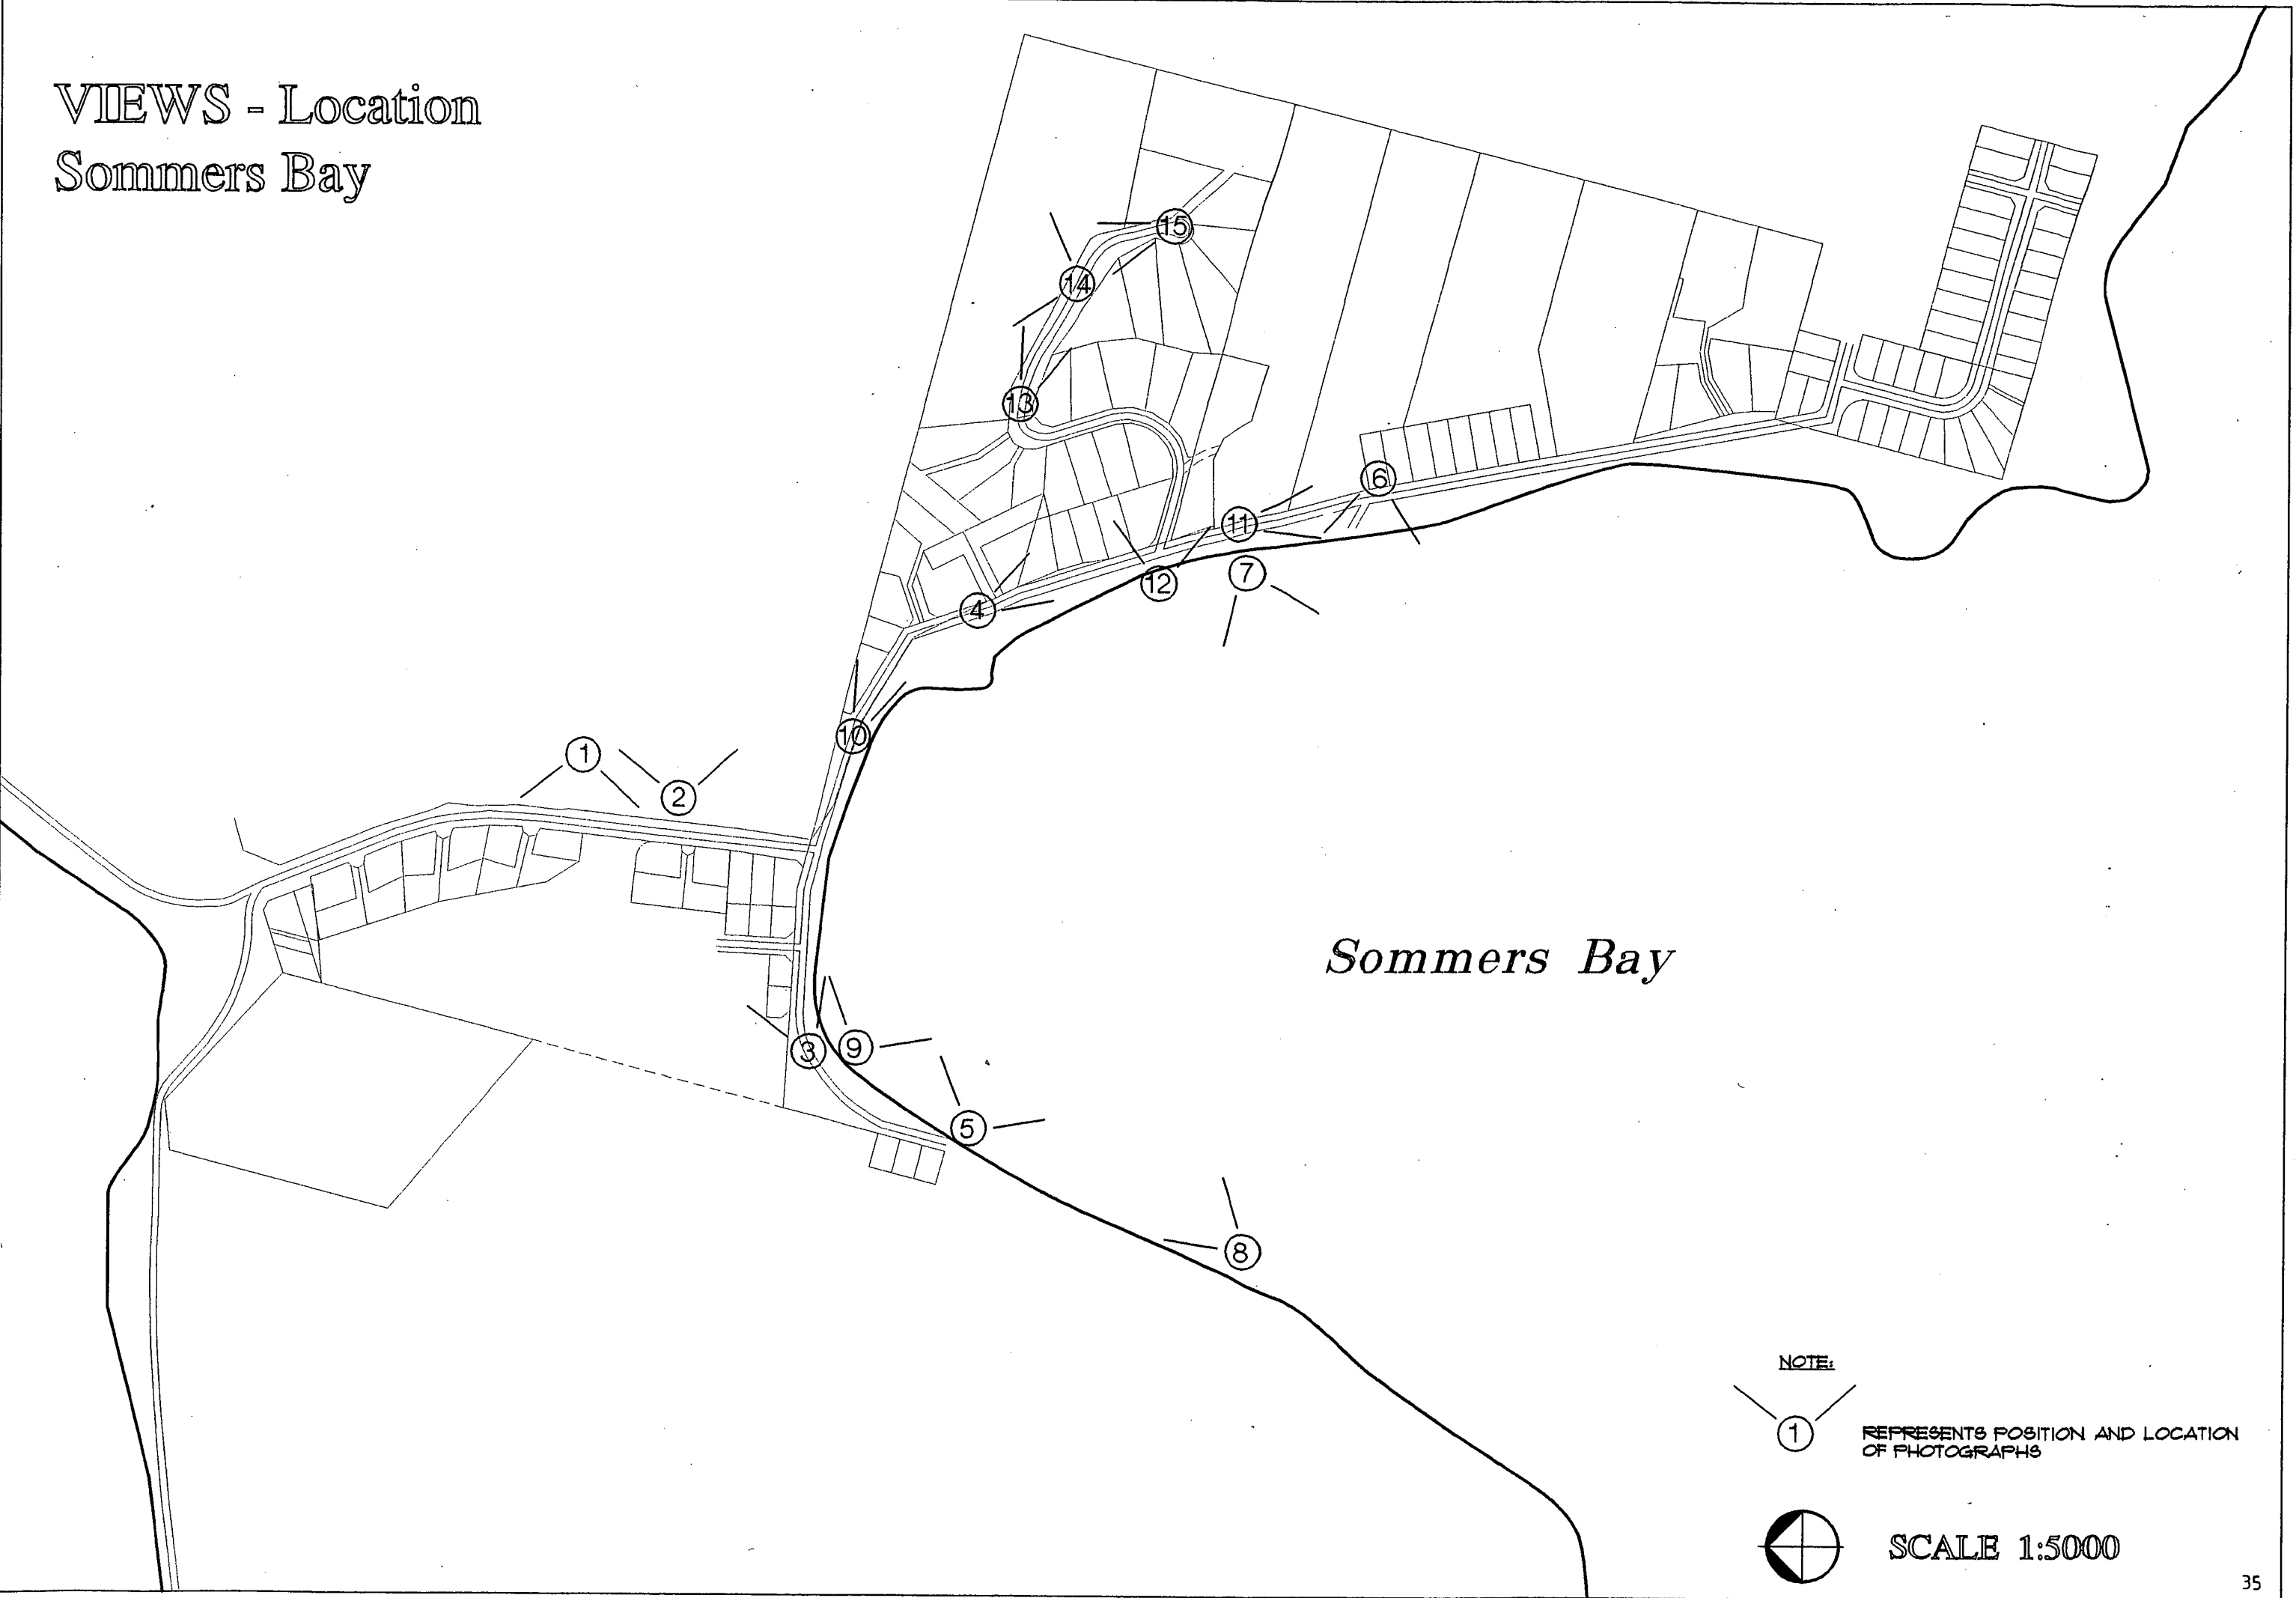 VIEWS - Location
Sommers Bay
15
14
13
6
11
7
12
4
10
1
2
Sommers Bay
3
9
5
8
NOTE:
1
REPRESENTS POSITION AND LOCATION
OF PHOTOGRAPHS
SCALE 1:5000
35